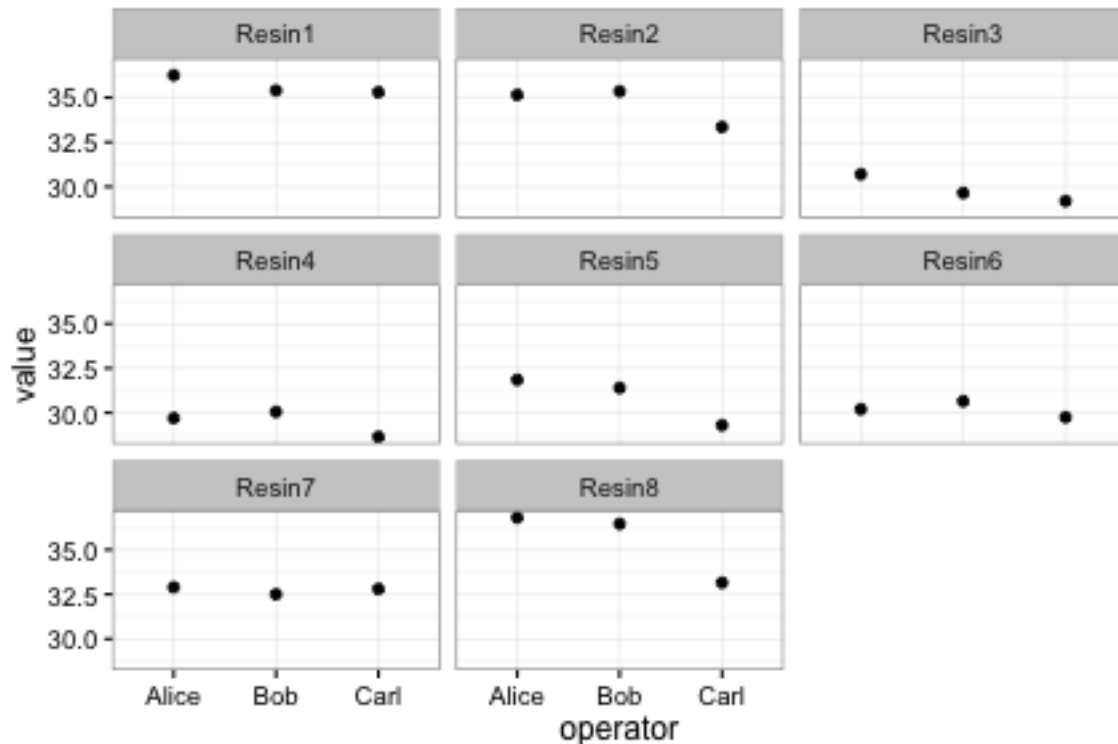 Resin1 Resin2 Resin3
35.0
32.5
30.0
Resin4 Resin5 Resin6
35.0
32.5
30.0
Resin7 Resin8
35.0
32.5
30.0
value
Alice Bob Carl Alice Bob Carl
operator